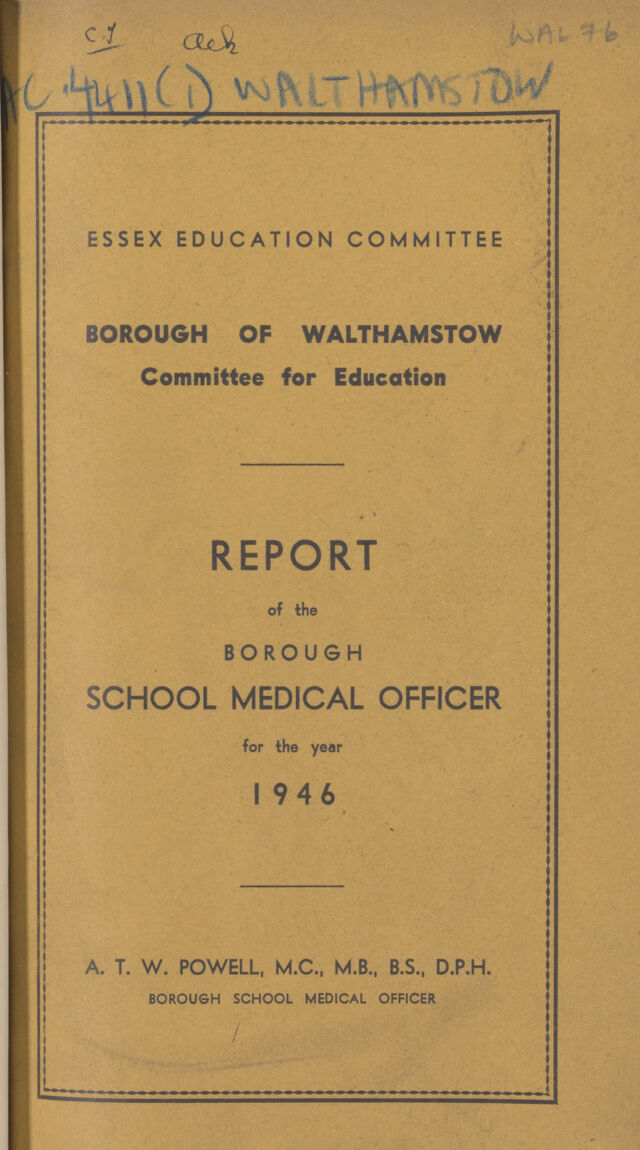 C.J ack WAL 76
AC.4411(1) WALTHAMSTOW
ESSEX EDUCATION COMMITTEE
BOROUGH OF WALTHAMSTOW
Committee for Education
REPORT
of the
BOROUGH
SCHOOL MEDICAL OFFICER
for the year
1946
A. T. W. POWELL, M.C., M.B., B.S., D.P.H.
BOROUGH SCHOOL MEDICAL OFFICER